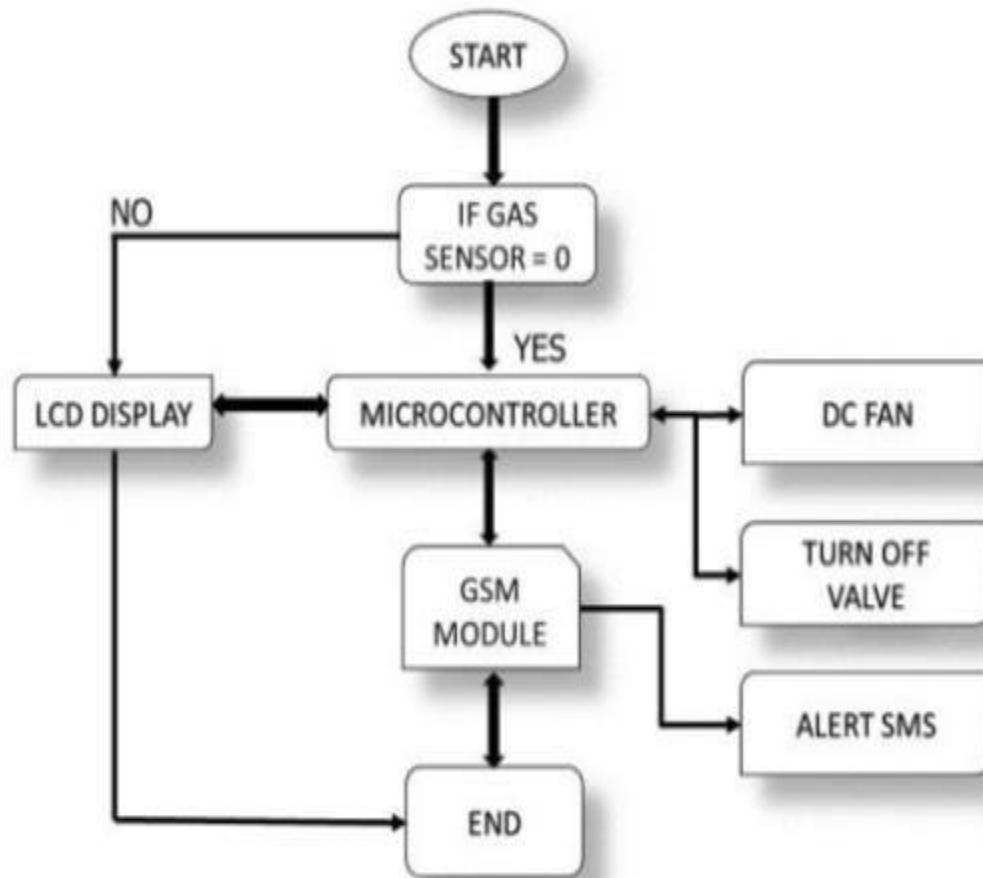 START
NO
IF GAS
SENSOR = 0
YES
LCD DISPLAY
MICROCONTROLLER
DC FAN
GSM
MODULE
TURN OFF
VALVE
ALERT SMS
END